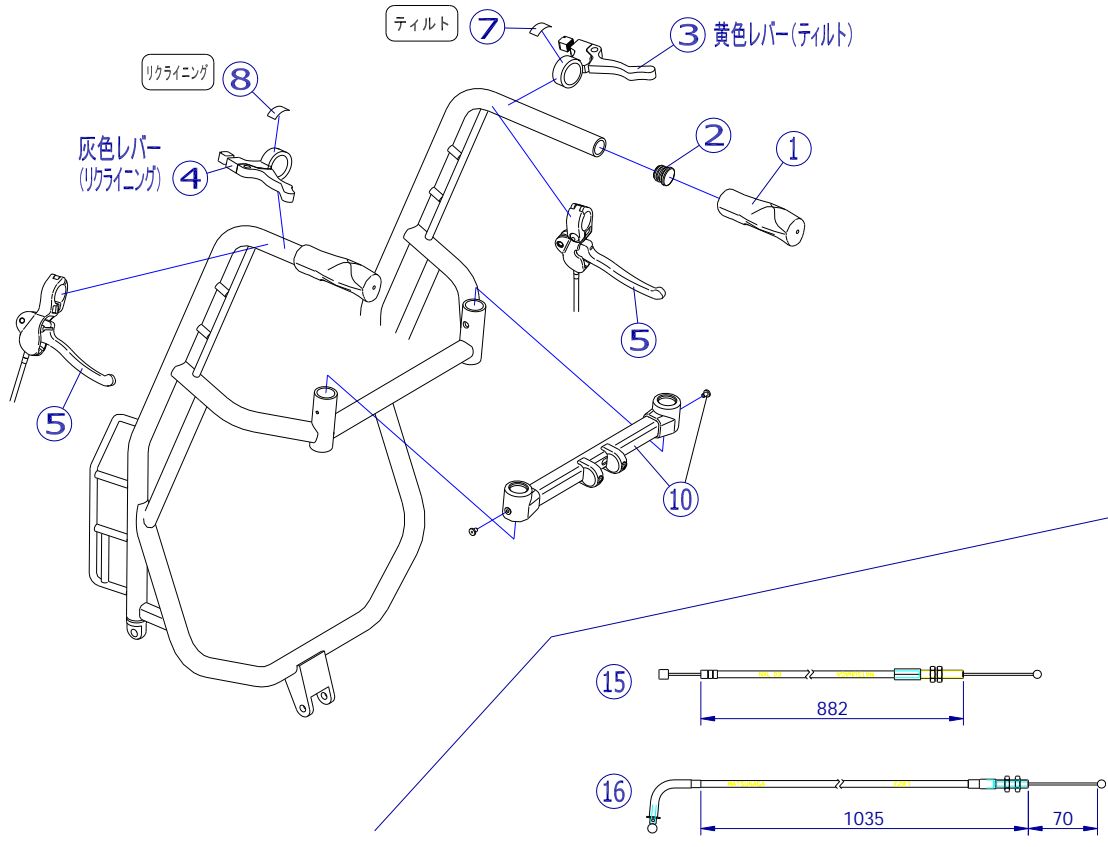 ティルト
⑦
③ 黄色レバー(ティルト)
リクライニング
⑧
灰色レバー
(リクライニング)
④
②
①
⑤
⑤
⑩
⑮
882
⑯
1035
70